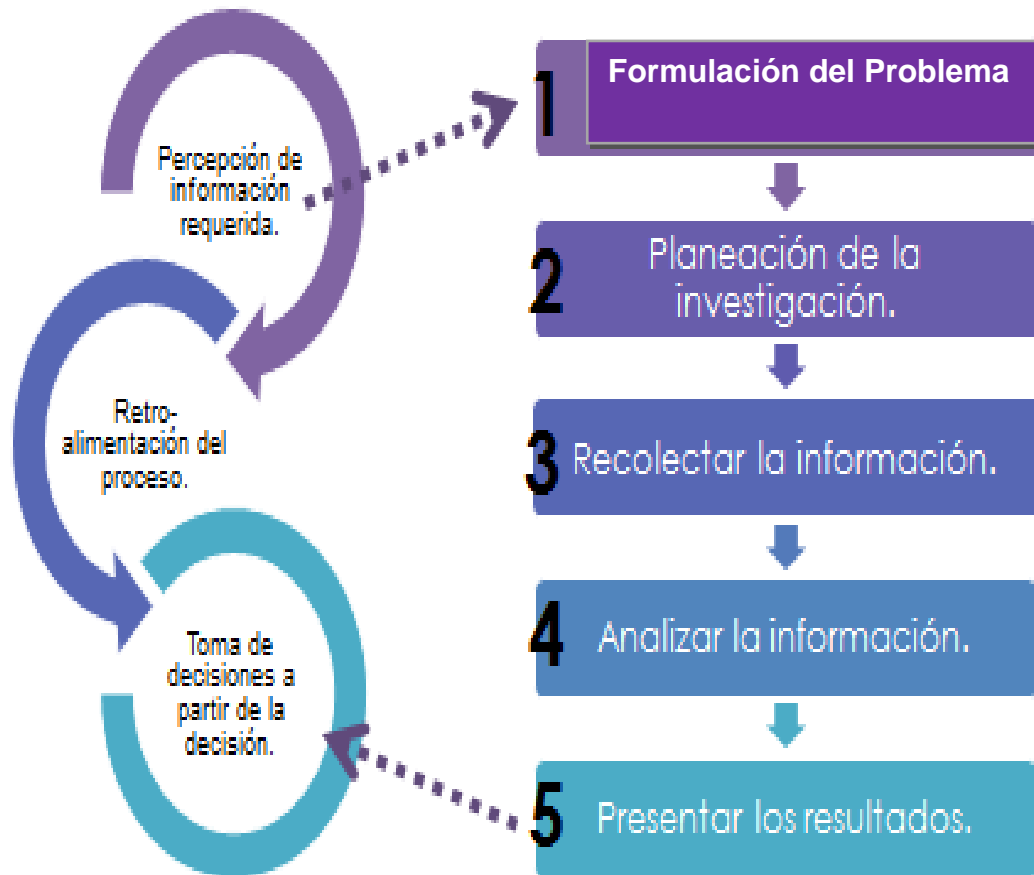 Percepción de
información
requerida.
Retro-
alimentación del
proceso.
Toma de
decisiones a
partir de la
decisión.
1 Formulación del Problema
2 Planeación de la
investigación.
3 Recolectar la información.
4 Analizar la información.
5 Presentar los resultados.